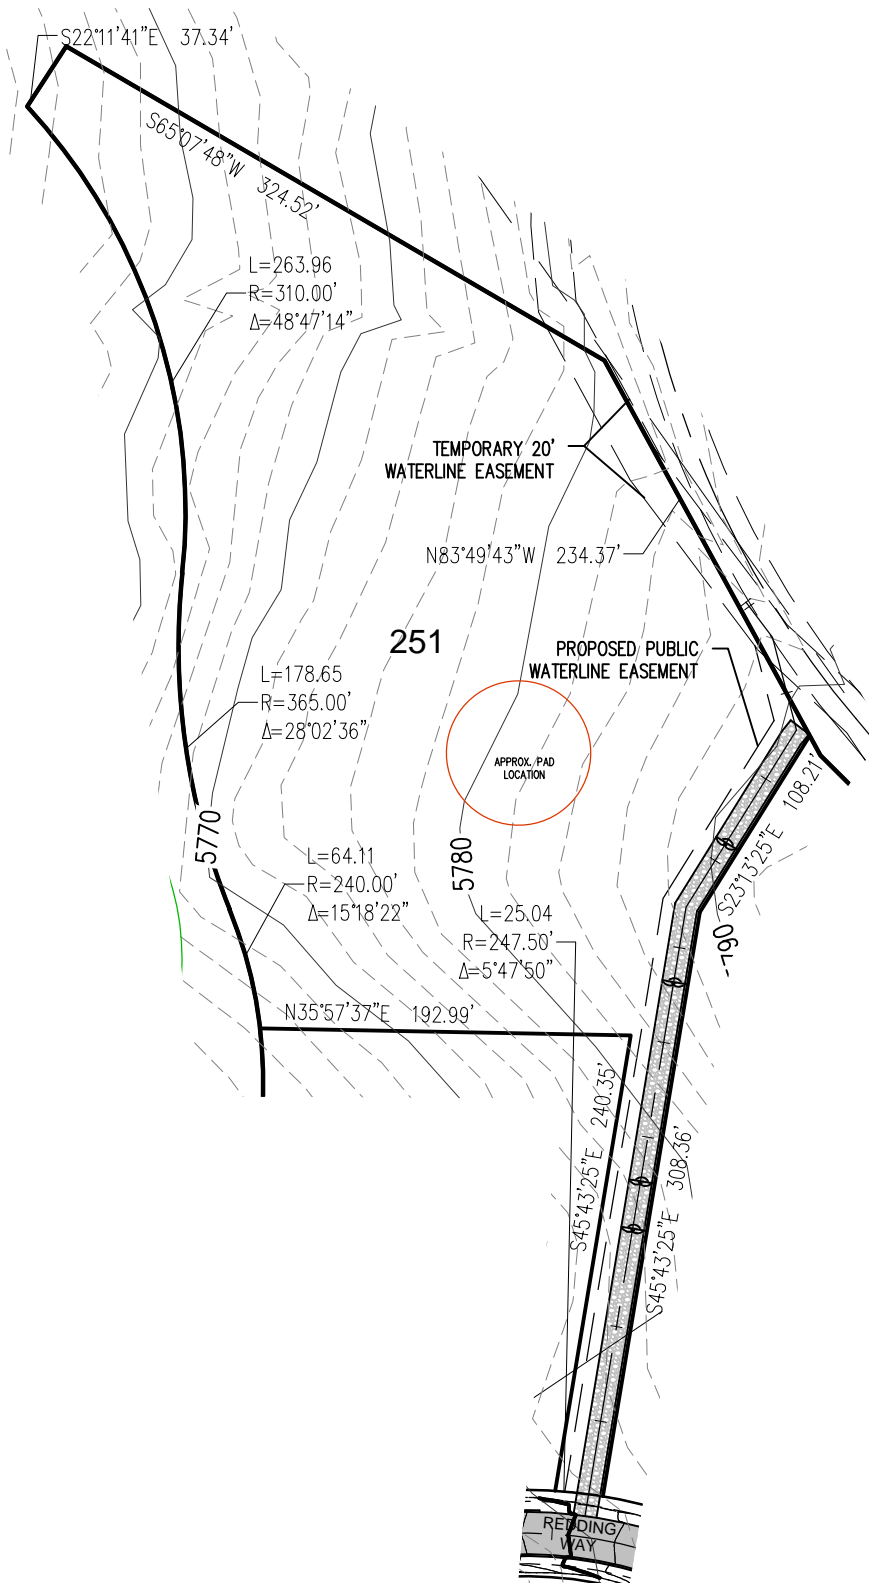 S22°11'41"E 37.34'
S65°07'48"W 324.52'
L=263.96
R=310.00'
Δ=48°47'14"
TEMPORARY 20'
WATERLINE EASEMENT
N83°49'43"W 234.37'
251
PROPOSED PUBLIC
WATERLINE EASEMENT
L=178.65
R=365.00'
Δ=28°02'36"
APPROX. PAD
LOCATION
5770
5780
S23°13'25"E 108.21'
L=64.11
R=240.00'
Δ=15°18'22"
L=25.04
R=247.50'
Δ=5°47'50"
790
N35°57'37"E 192.99'
S45°43'25"E 240.35'
S45°43'25"E 308.36'
REDDING
WAY